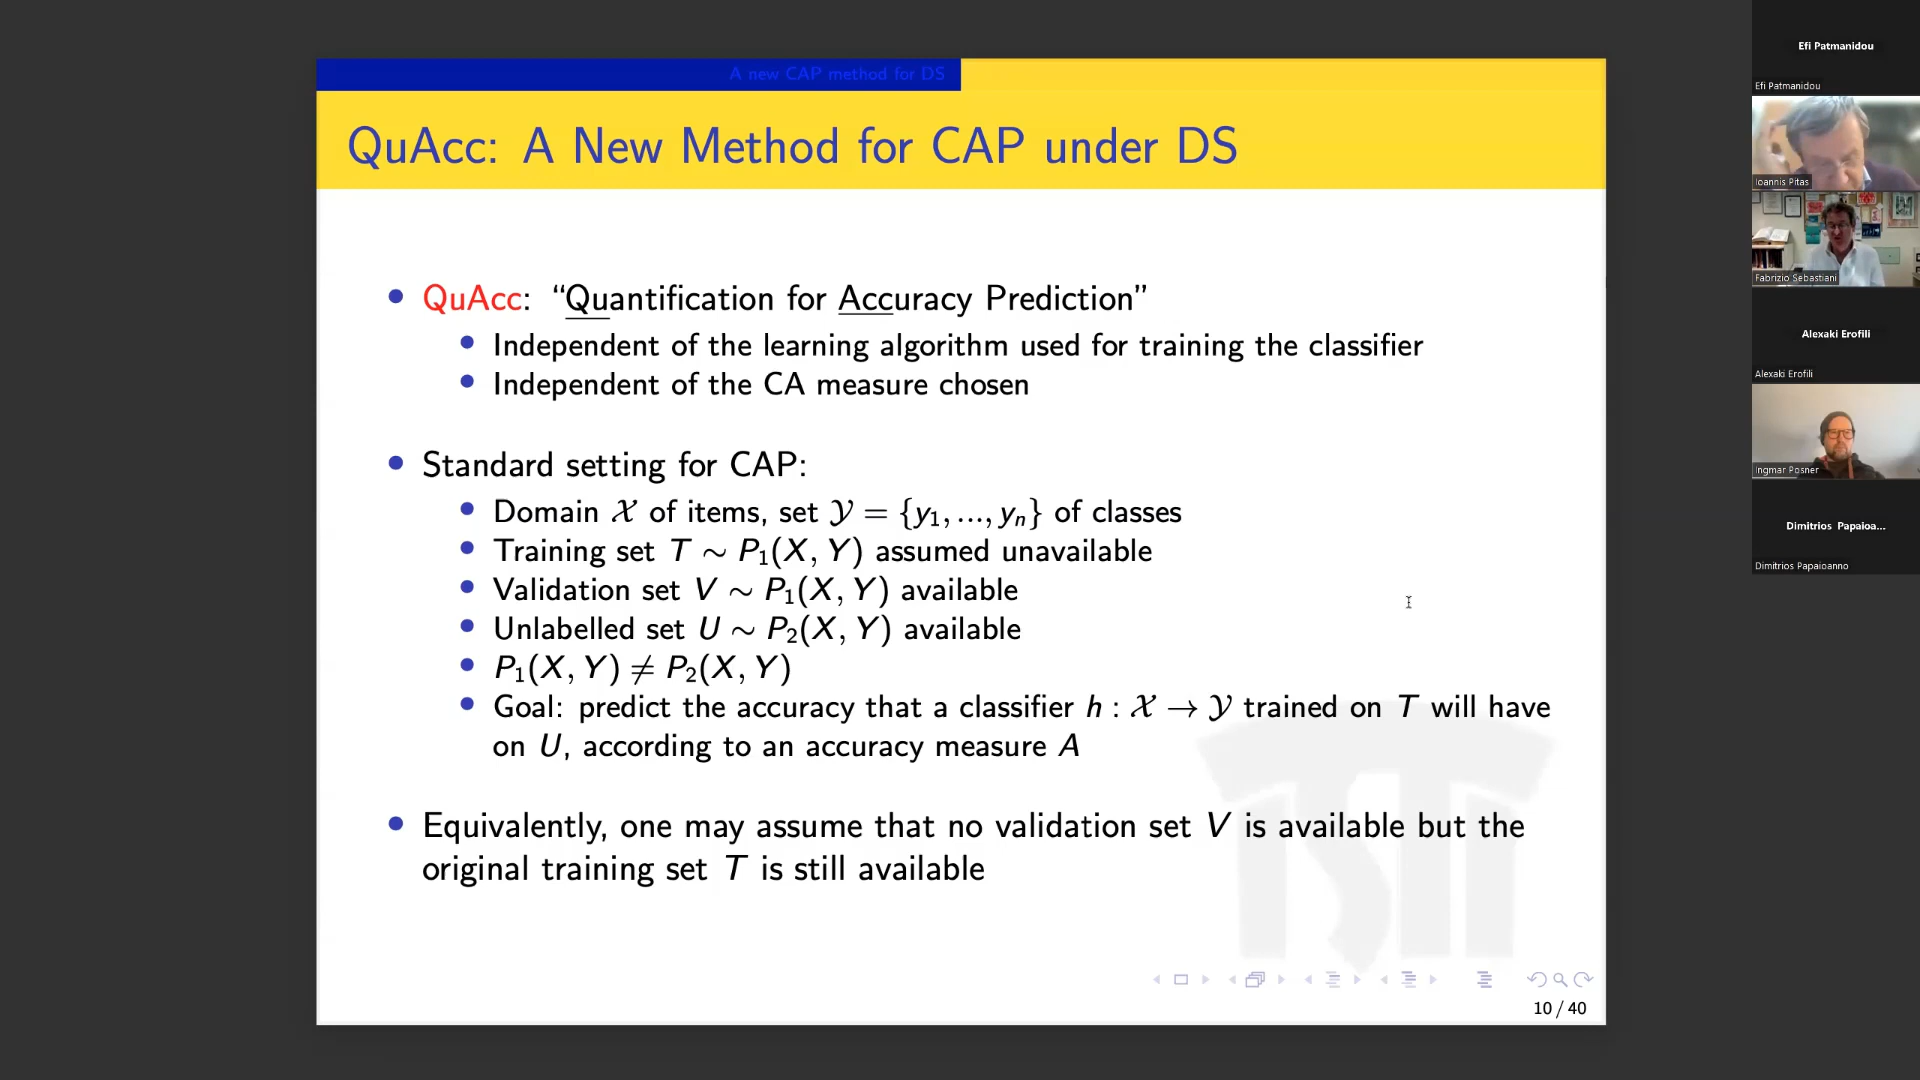 A new CAP method for DS
QuAcc: A New Method for CAP under DS
• QuAcc: “Quantification for Accuracy Prediction”
• Independent of the learning algorithm used for training the classifier
• Independent of the CA measure chosen
• Standard setting for CAP:
• Domain 𝒳 of items, set 𝒴 = {y₁, ..., yₙ} of classes
• Training set T ∼ P₁(X, Y) assumed unavailable
• Validation set V ∼ P₁(X, Y) available
• Unlabelled set U ∼ P₂(X, Y) available
• P₁(X, Y) ≠ P₂(X, Y)
• Goal: predict the accuracy that a classifier h : 𝒳 → 𝒴 trained on T will have
on U, according to an accuracy measure A
• Equivalently, one may assume that no validation set V is available but the
original training set T is still available
10 / 40
Efi Patmanidou
Efi Patmanidou
Ioannis Pitas
Fabrizio Sebastiani
Alexaki Erofili
Alexaki Erofili
Ingmar Posner
Dimitrios Papaioa...
Dimitrios Papaioanno